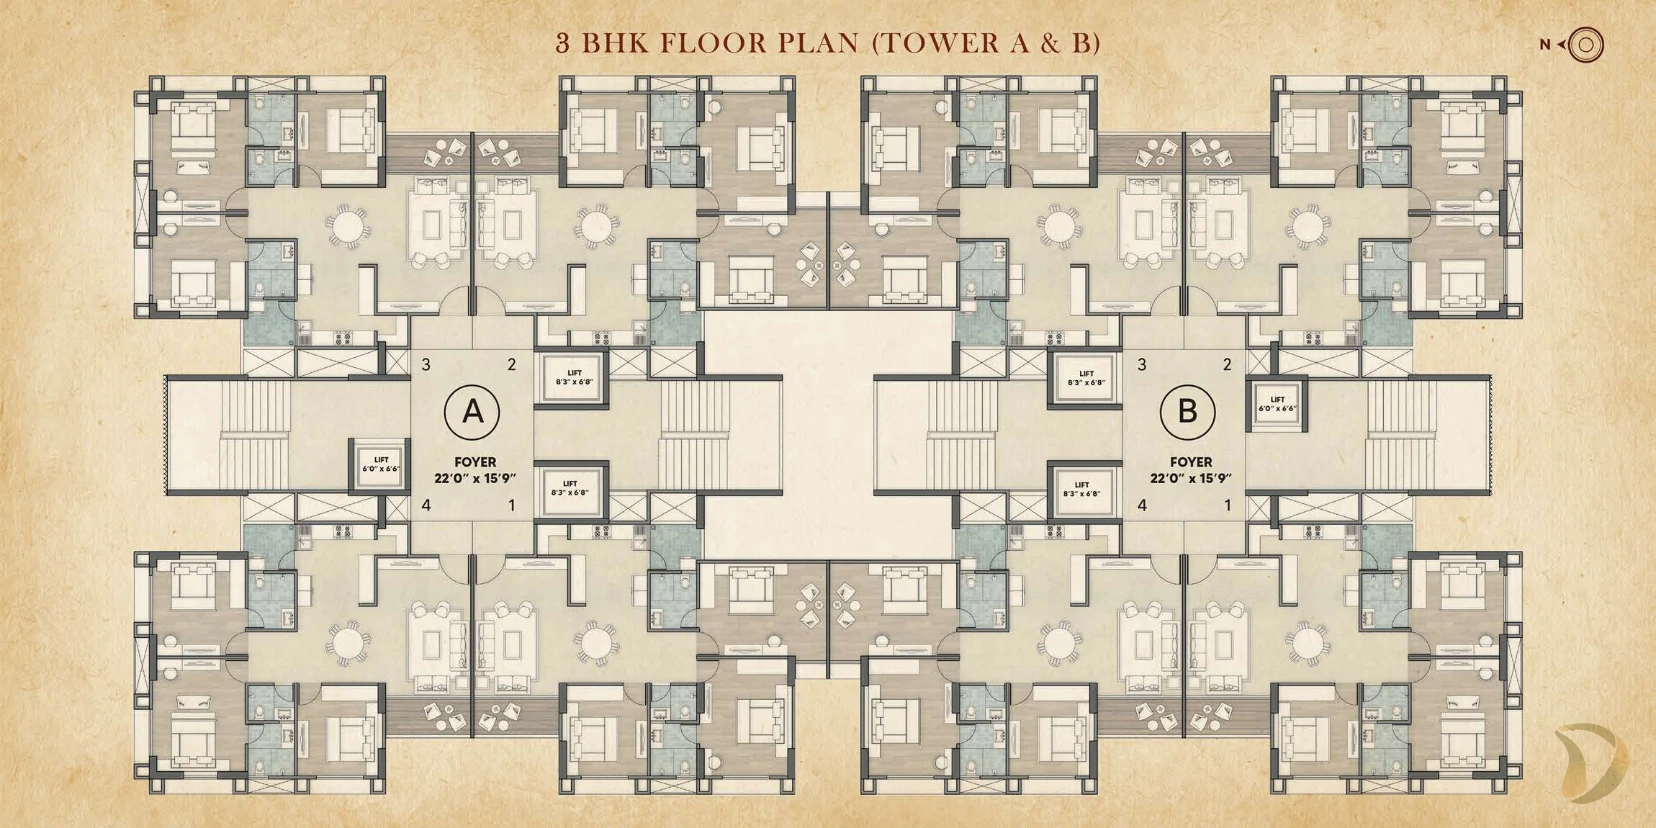 3 BHK FLOOR PLAN (TOWER A & B)
N
3 2
LIFT
8'3" x 6'8"
A
FOYER
22'0" x 15'9"
LIFT
6'0" x 6'6"
LIFT
8'3" x 6'8"
4 1
3 2
LIFT
8'3" x 6'8"
B
LIFT
6'0" x 6'6"
FOYER
22'0" x 15'9"
LIFT
8'3" x 6'8"
4 1